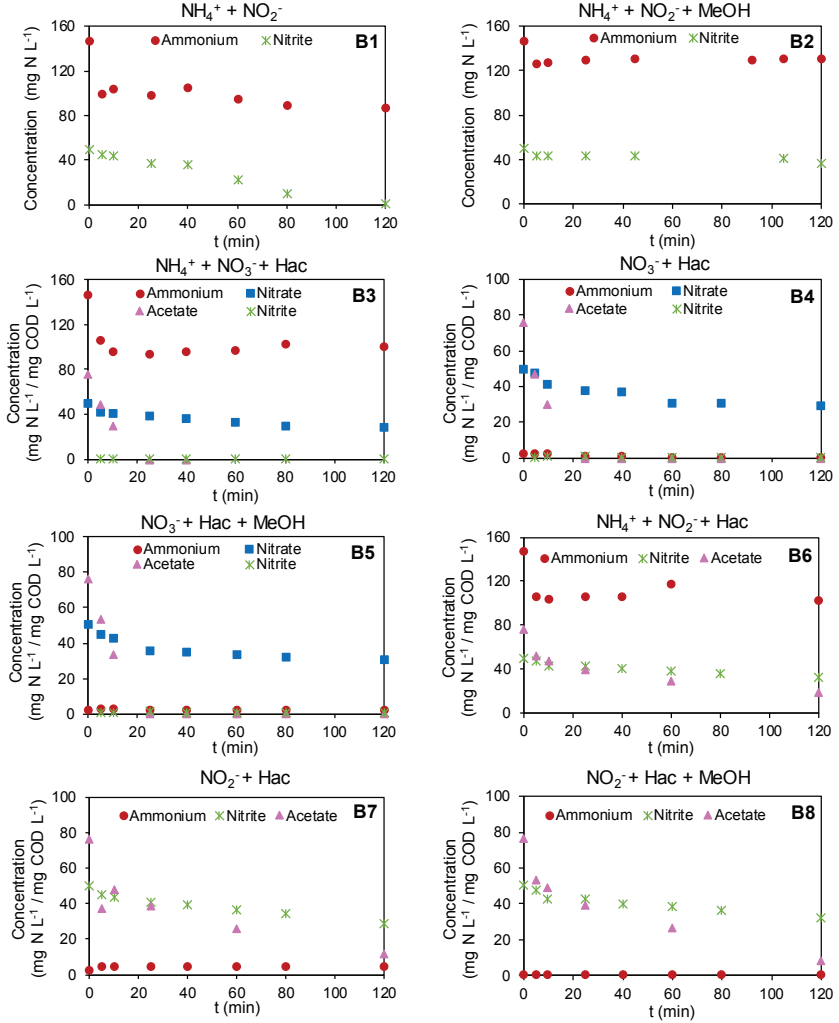 NH₄⁺ + NO₂⁻
Concentration (mg N L⁻¹)
160
120
80
40
0
Ammonium Nitrite B1
0 20 40 60 80 100 120
t (min)
NH₄⁺ + NO₂⁻ + MeOH
Concentration (mg N L⁻¹)
160
120
80
40
0
Ammonium Nitrite B2
0 20 40 60 80 100 120
t (min)
NH₄⁺ + NO₃⁻ + Hac
Concentration
(mg N L⁻¹ / mg COD L⁻¹)
160
120
80
40
0
Ammonium Nitrate B3
Acetate Nitrite
0 20 40 60 80 100 120
t (min)
NO₃⁻ + Hac
Concentration
(mg N L⁻¹ / mg COD L⁻¹)
100
80
60
40
20
0
Ammonium Nitrate B4
Acetate Nitrite
0 20 40 60 80 100 120
t (min)
NO₃⁻ + Hac + MeOH
Concentration
(mg N L⁻¹ / mg COD L⁻¹)
100
80
60
40
20
0
Ammonium Nitrate B5
Acetate Nitrite
0 20 40 60 80 100 120
t (min)
NH₄⁺ + NO₂⁻ + Hac
Concentration
(mg N L⁻¹ / mg COD L⁻¹)
160
120
80
40
0
B6
Ammonium Nitrite Acetate
0 20 40 60 80 100 120
t (min)
NO₂⁻ + Hac
Concentration
(mg N L⁻¹ / mg COD L⁻¹)
100
80
60
40
20
0
Ammonium Nitrite Acetate B7
0 20 40 60 80 100 120
t (min)
NO₂⁻ + Hac + MeOH
Concentration
(mg N L⁻¹ / mg COD L⁻¹)
100
80
60
40
20
0
Ammonium Nitrite Acetate B8
0 20 40 60 80 100 120
t (min)